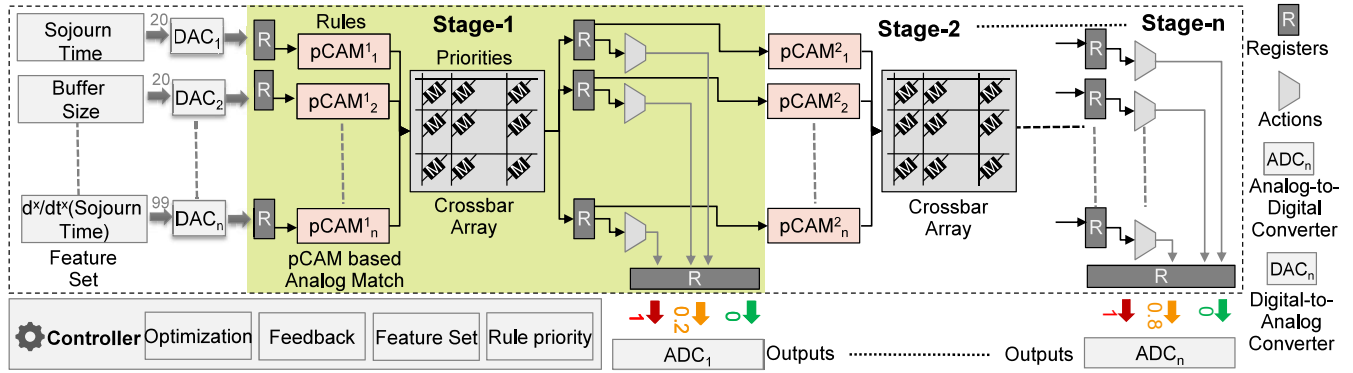 Sojourn
Time
20
DAC1
R
Rules
pCAM¹1
Stage-1
Priorities
R
pCAM²1
Stage-2
Stage-n
R
R
Registers
Buffer
Size
20
DAC2
R
pCAM¹2
M M M
M M M
M M M
R
pCAM²2
M M M
M M M
M M M
R
Actions
dˣ/dtˣ(Sojourn
Time)
99
DACn
R
pCAM¹n
Crossbar
Array
R
pCAM²n
Crossbar
Array
R
ADCn
Analog-to-
Digital
Converter
Feature
Set
pCAM based
Analog Match
R
R
DACn
Digital-to-
Analog
Converter
Controller
Optimization
Feedback
Feature Set
Rule priority
1
0.2
0
ADC1
Outputs
Outputs
1
0.8
0
ADCn